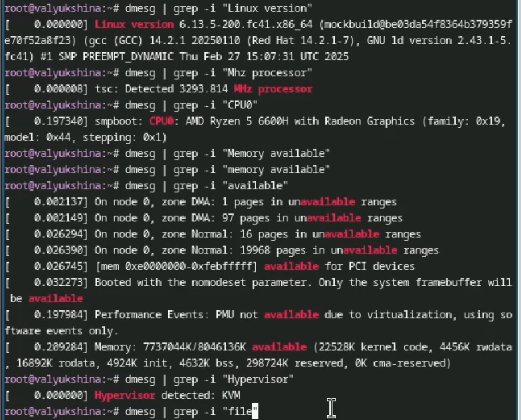 root@valyukshina:~# dmesg | grep -i "Linux version"
[    0.000000] Linux version 6.13.5-200.fc41.x86_64 (mockbuild@be03da54f8364b379359f
e70f52a8f23) (gcc (GCC) 14.2.1 20250110 (Red Hat 14.2.1-7), GNU ld version 2.43.1-5.
fc41) #1 SMP PREEMPT_DYNAMIC Thu Feb 27 15:07:31 UTC 2025
root@valyukshina:~# dmesg | grep -i "Mhz processor"
[    0.000008] tsc: Detected 3293.814 MHz processor
root@valyukshina:~# dmesg | grep -i "CPU0"
[    0.197340] smpboot: CPU0: AMD Ryzen 5 6600H with Radeon Graphics (family: 0x19,
model: 0x44, stepping: 0x1)
root@valyukshina:~# dmesg | grep -i "Memory available"
root@valyukshina:~# dmesg | grep -i "memory available"
root@valyukshina:~# dmesg | grep -i "available"
[    0.002137] On node 0, zone DMA: 1 pages in unavailable ranges
[    0.002149] On node 0, zone DMA: 97 pages in unavailable ranges
[    0.026294] On node 0, zone Normal: 16 pages in unavailable ranges
[    0.026390] On node 0, zone Normal: 19968 pages in unavailable ranges
[    0.026745] [mem 0xe0000000-0xfebfffff] available for PCI devices
[    0.032273] Booted with the nomodeset parameter. Only the system framebuffer will
be available
[    0.197984] Performance Events: PMU not available due to virtualization, using so
ftware events only.
[    0.209284] Memory: 7737044K/8046136K available (22528K kernel code, 4456K rwdata
, 16892K rodata, 4924K init, 4632K bss, 298724K reserved, 0K cma-reserved)
root@valyukshina:~# dmesg | grep -i "Hypervisor"
[    0.000000] Hypervisor detected: KVM
root@valyukshina:~# dmesg | grep -i "file"